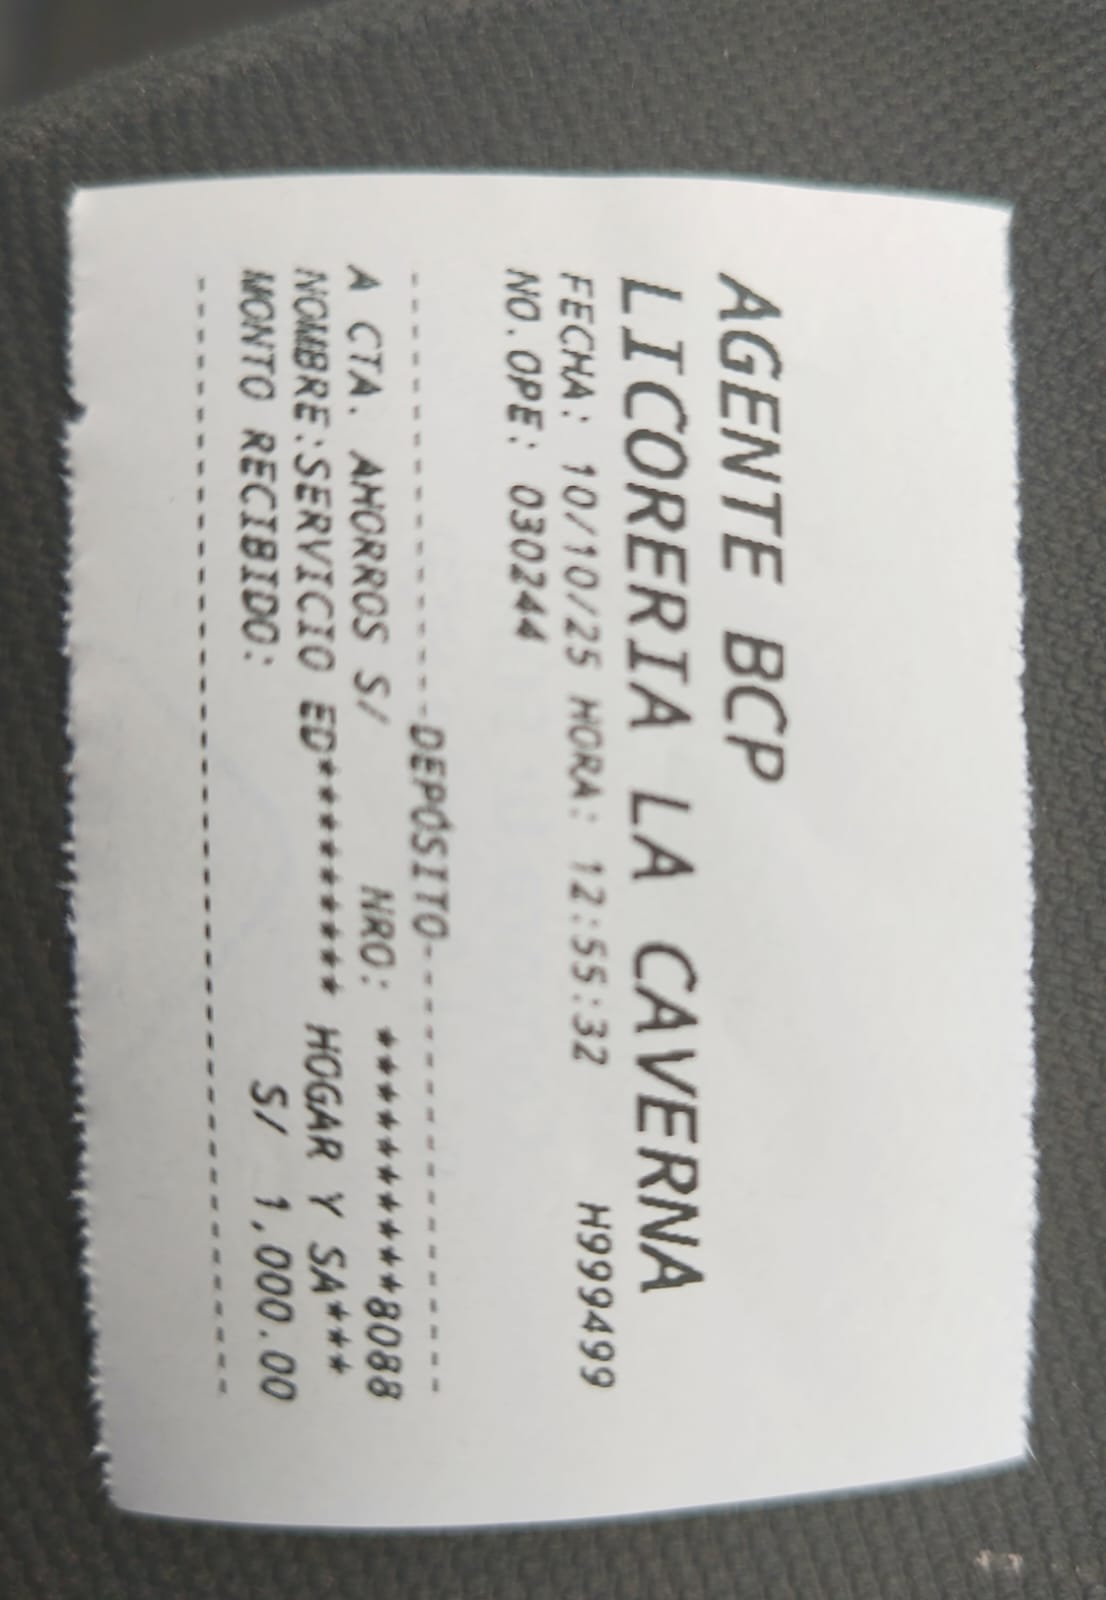 AGENTE BCP
LICORERIA LA CAVERNA
FECHA: 10/10/25 HORA: 12:55:32 H999499
NO.OPE: 030244
--------DEPÓSITO--------------------
A CTA. AHORROS S/ NRO: **********8088
NOMBRE:SERVICIO ED********* HOGAR Y SA***
MONTO RECIBIDO: S/ 1,000.00
------------------------------------------